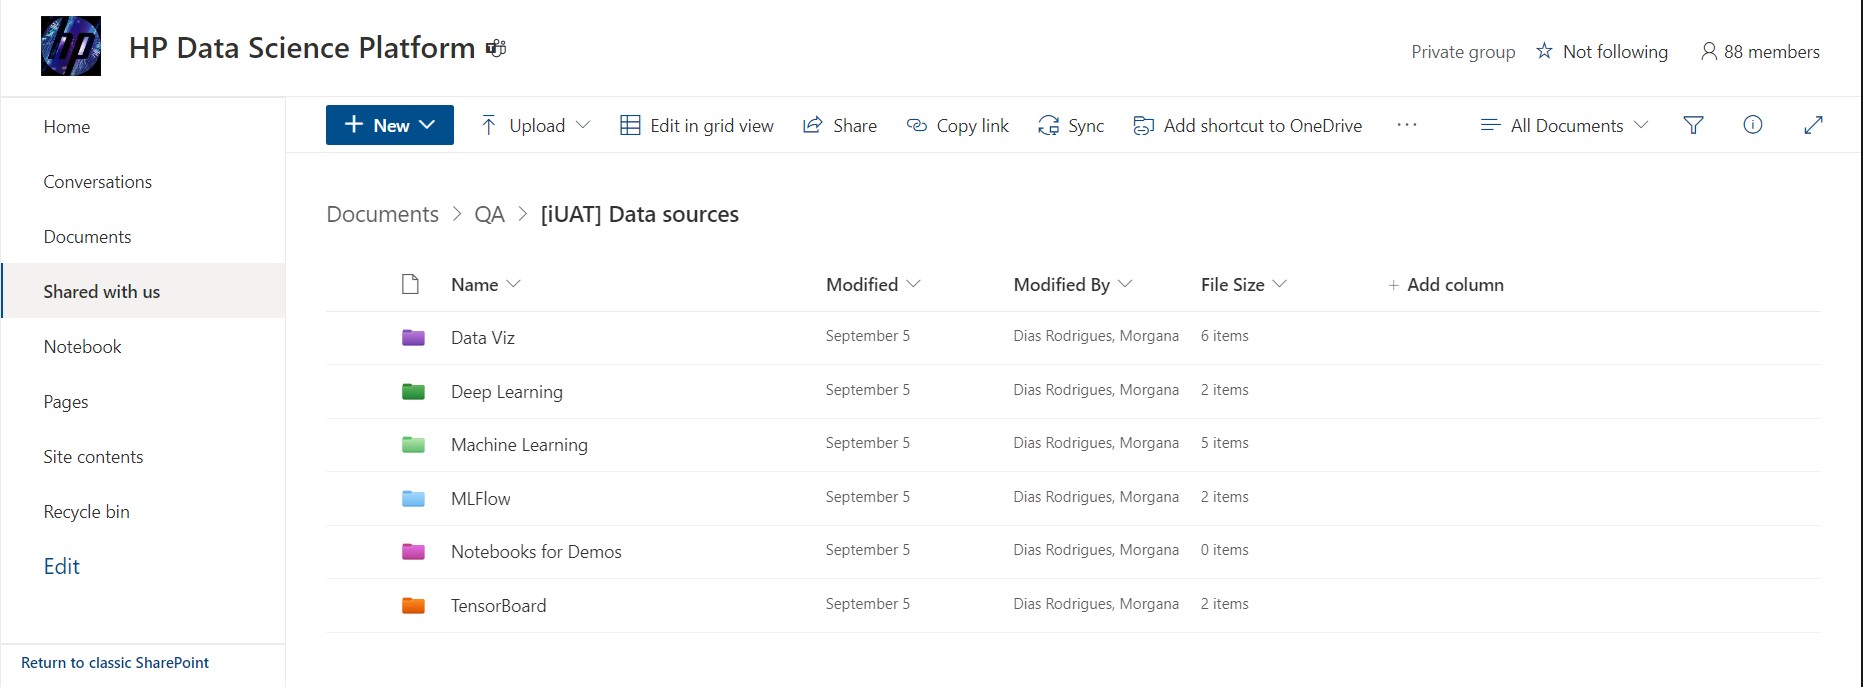 hp
HP Data Science Platform
Private group Not following 88 members
Home
Conversations
Documents
Shared with us
Notebook
Pages
Site contents
Recycle bin
Edit
Return to classic SharePoint
+ New Upload Edit in grid view Share Copy link Sync Add shortcut to OneDrive ··· All Documents
Documents > QA > [iUAT] Data sources
Name Modified Modified By File Size + Add column
Data Viz September 5 Dias Rodrigues, Morgana 6 items
Deep Learning September 5 Dias Rodrigues, Morgana 2 items
Machine Learning September 5 Dias Rodrigues, Morgana 5 items
MLFlow September 5 Dias Rodrigues, Morgana 2 items
Notebooks for Demos September 5 Dias Rodrigues, Morgana 0 items
TensorBoard September 5 Dias Rodrigues, Morgana 2 items